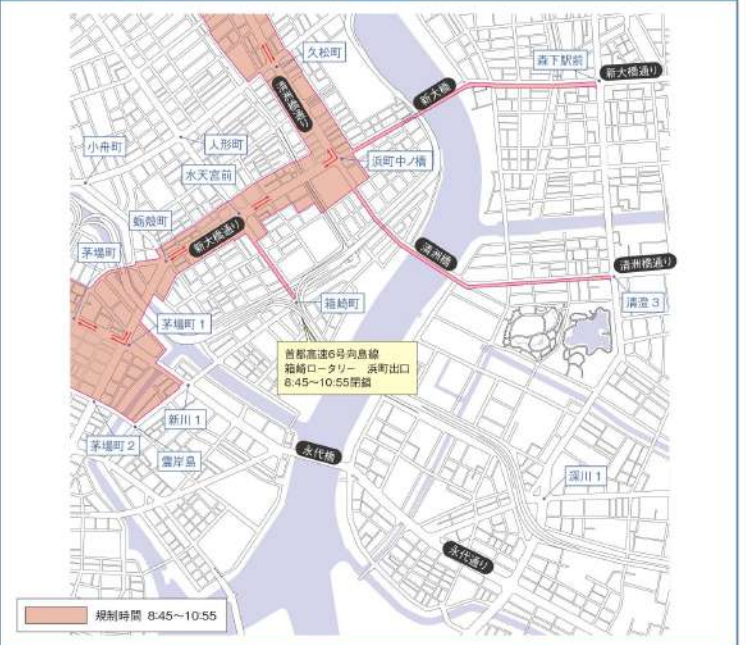 久松町
森下駅前
新大橋通り
新大橋
清洲橋通り
小舟町
人形町
浜町中ノ橋
水天宮前
蛎殻町
新大橋通り
茅場町
清洲橋
清洲橋通り
箱崎町
清澄3
茅場町1
首都高速6号向島線
箱崎ロータリー 浜町出口
8:45〜10:55閉鎖
新川1
茅場町2
霊岸島
永代橋
深川1
永代通り
規制時間 8:45〜10:55